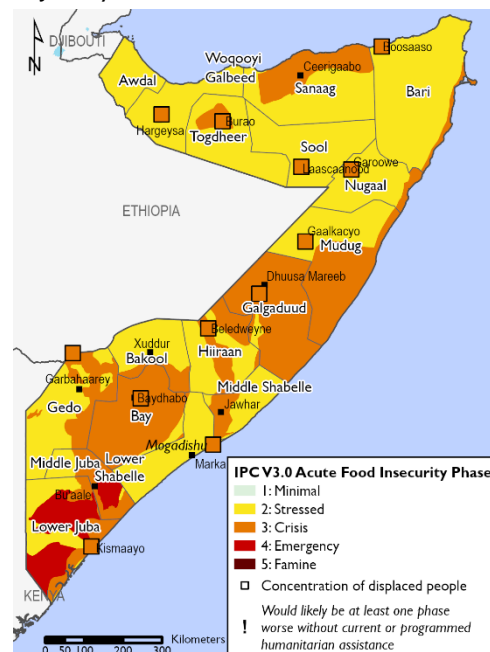 N
DJIBOUTI
Awdal
Woqooyi
Galbeed
Ceerigaabo
Sanaag
Boosaaso
Bari
Hargeysa
Burao
Togdheer
Sool
Laascaanood
Garoowe
Nugaal
ETHIOPIA
Gaalkacyo
Mudug
Dhuusa Mareeb
Galgaduud
Beledweyne
Xuddur
Bakool
Hiiraan
Garbahaarey
Gedo
Baydhabo
Bay
Middle Shabelle
Jawhar
Mogadishu
Marka
Middle Juba
Lower
Shabelle
Bu'aale
Lower Juba
Kismaayo
KENYA
IPC V3.0 Acute Food Insecurity Phase
1: Minimal
2: Stressed
3: Crisis
4: Emergency
5: Famine
Concentration of displaced people
! Would likely be at least one phase
worse without current or programmed
humanitarian assistance
Kilometers
0 50 100 200 300